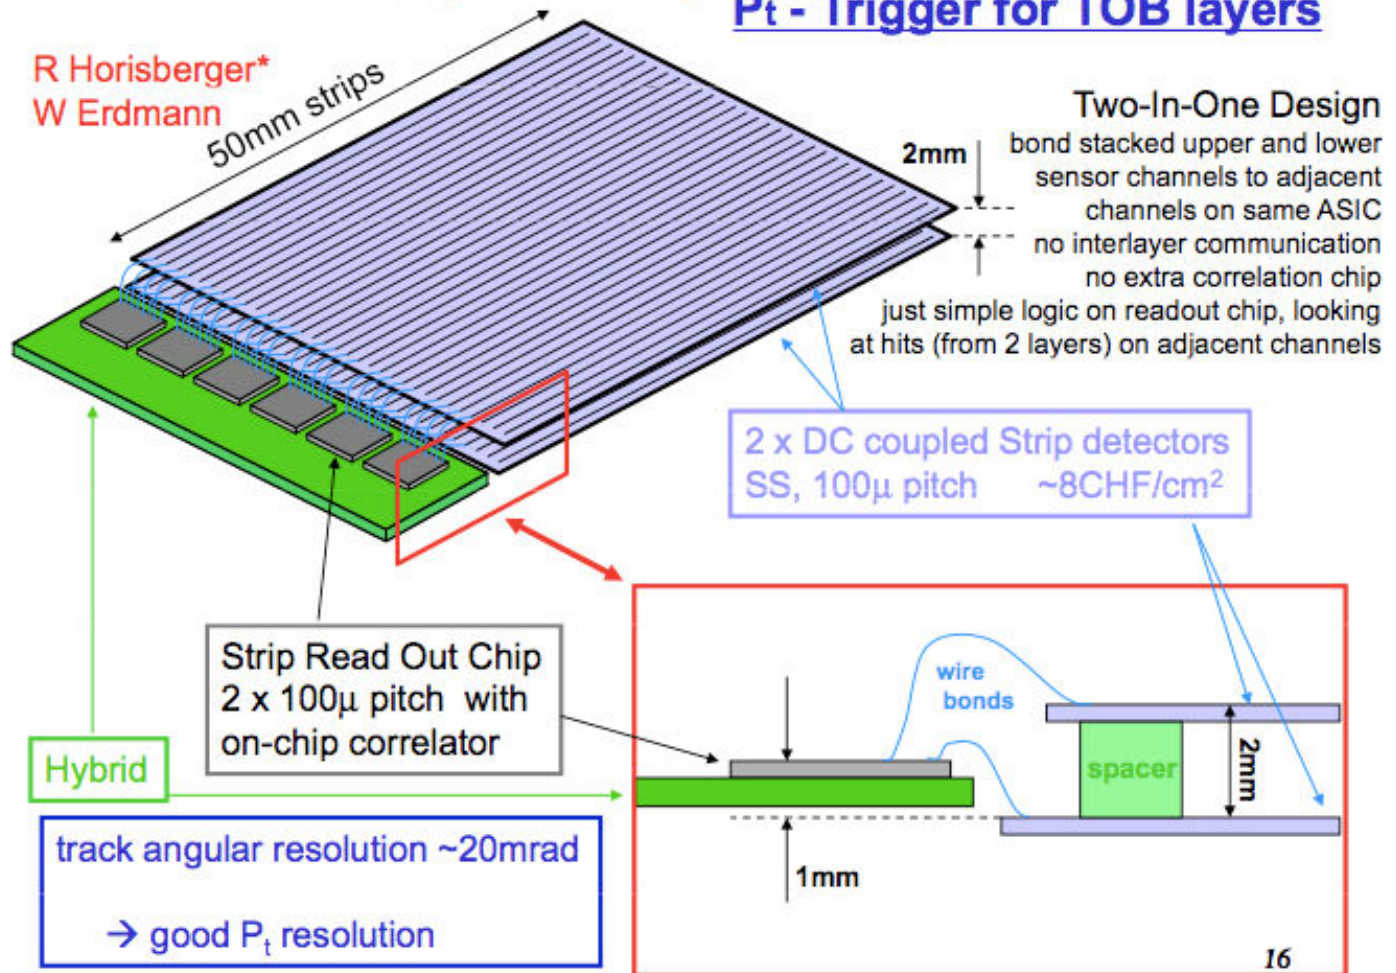 Pt - Trigger for TOB layers
R Horisberger*
W Erdmann
50mm strips
2mm
Two-In-One Design
bond stacked upper and lower
sensor channels to adjacent
channels on same ASIC
no interlayer communication
no extra correlation chip
just simple logic on readout chip, looking
at hits (from 2 layers) on adjacent channels
2 x DC coupled Strip detectors
SS, 100μ pitch ~8CHF/cm²
Strip Read Out Chip
2 x 100μ pitch with
on-chip correlator
Hybrid
wire
bonds
spacer
2mm
1mm
track angular resolution ~20mrad
→ good Pt resolution
16